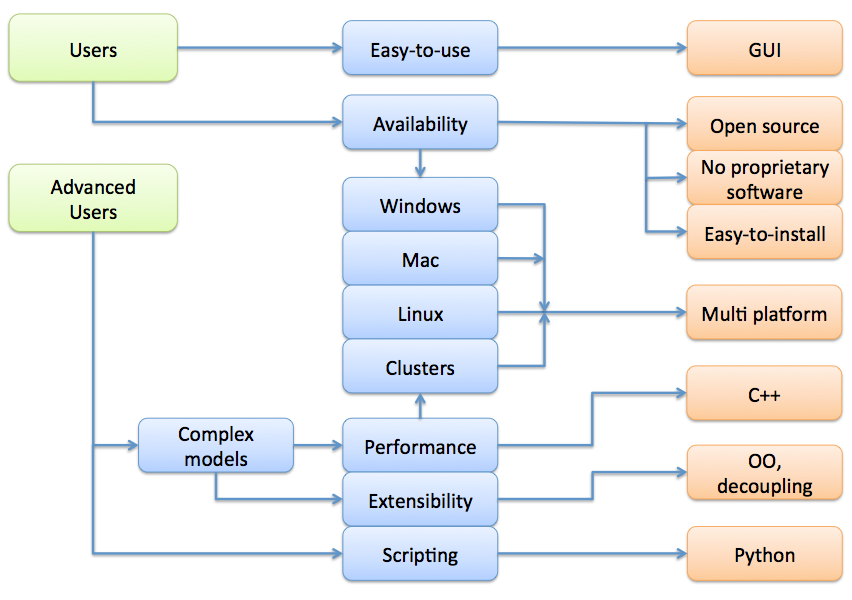 Users
Easy-to-use
GUI
Availability
Open source
Advanced
Users
No proprietary
software
Windows
Easy-to-install
Mac
Linux
Multi platform
Clusters
C++
Complex
models
Performance
OO,
decoupling
Extensibility
Scripting
Python